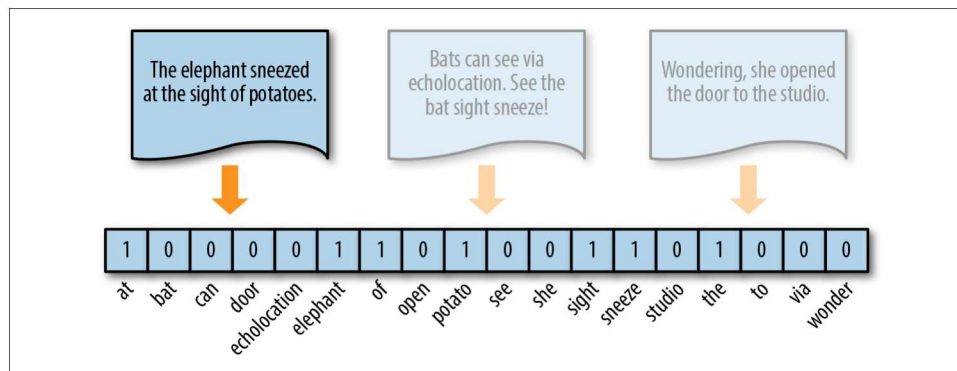 The elephant sneezed
at the sight of potatoes.
Bats can see via
echolocation. See the
bat sight sneeze!
Wondering, she opened
the door to the studio.
1 0 0 0 0 1 1 0 1 0 0 1 1 0 1 0 0 0
at bat can door echolocation elephant of open potato see she sight sneeze studio the to via wonder